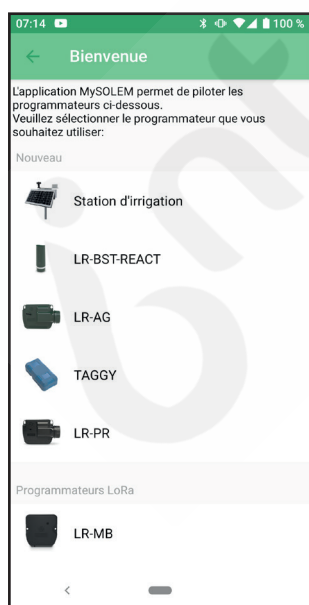 07:14 100 %
Bienvenue
L'application MySOLEM permet de piloter les
programmateurs ci-dessous.
Veuillez sélectionner le programmateur que vous
souhaitez utiliser:
Nouveau
Station d'irrigation
LR-BST-REACT
LR-AG
TAGGY
LR-PR
Programmateurs LoRa
LR-MB